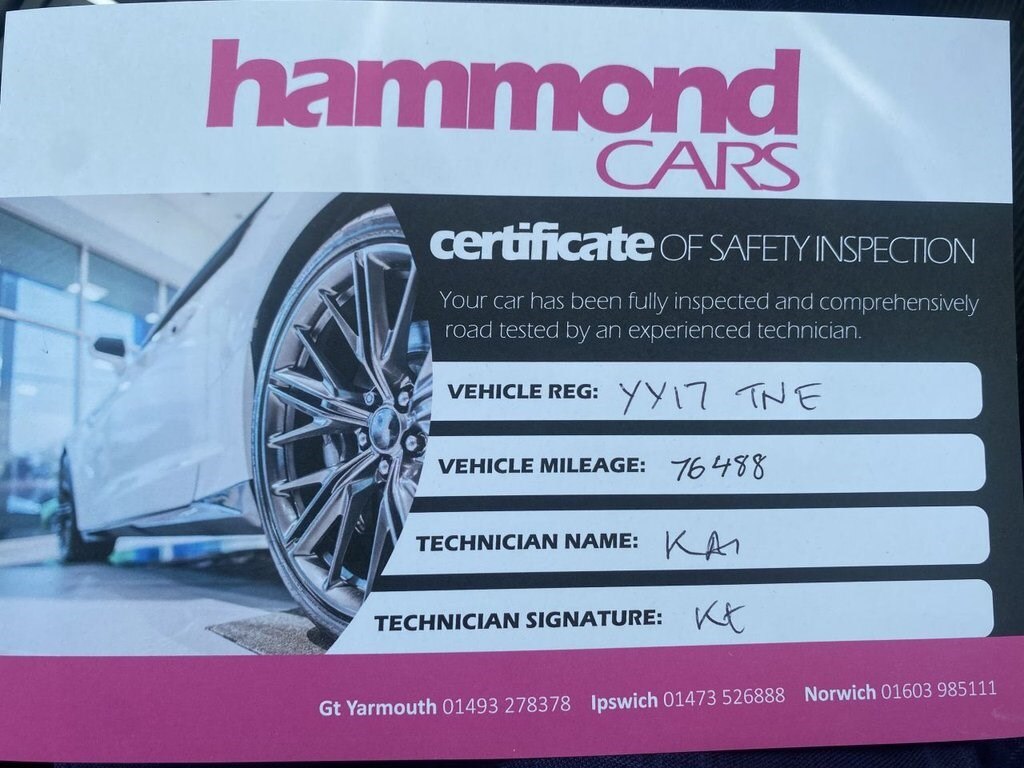 hammond
CARS
certificate OF SAFETY INSPECTION
Your car has been fully inspected and comprehensively
road tested by an experienced technician.
VEHICLE REG: YY17 TNE
VEHICLE MILEAGE: 76488
TECHNICIAN NAME: KAI
TECHNICIAN SIGNATURE:
Gt Yarmouth 01493 278378 Ipswich 01473 526888 Norwich 01603 985111